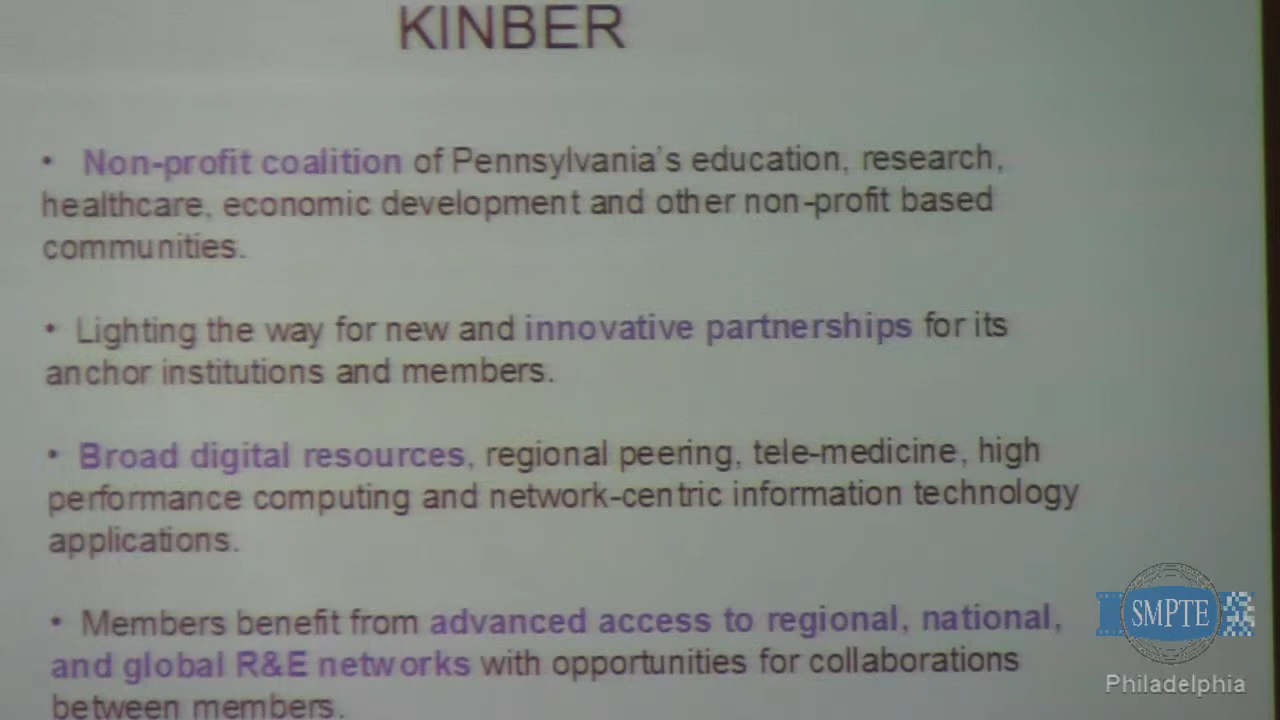 KINBER
• Non-profit coalition of Pennsylvania's education, research,
healthcare, economic development and other non-profit based
communities.
• Lighting the way for new and innovative partnerships for its
anchor institutions and members.
• Broad digital resources, regional peering, tele-medicine, high
performance computing and network-centric information technology
applications.
• Members benefit from advanced access to regional, national,
and global R&E networks with opportunities for collaborations
between members.
SMPTE
Philadelphia